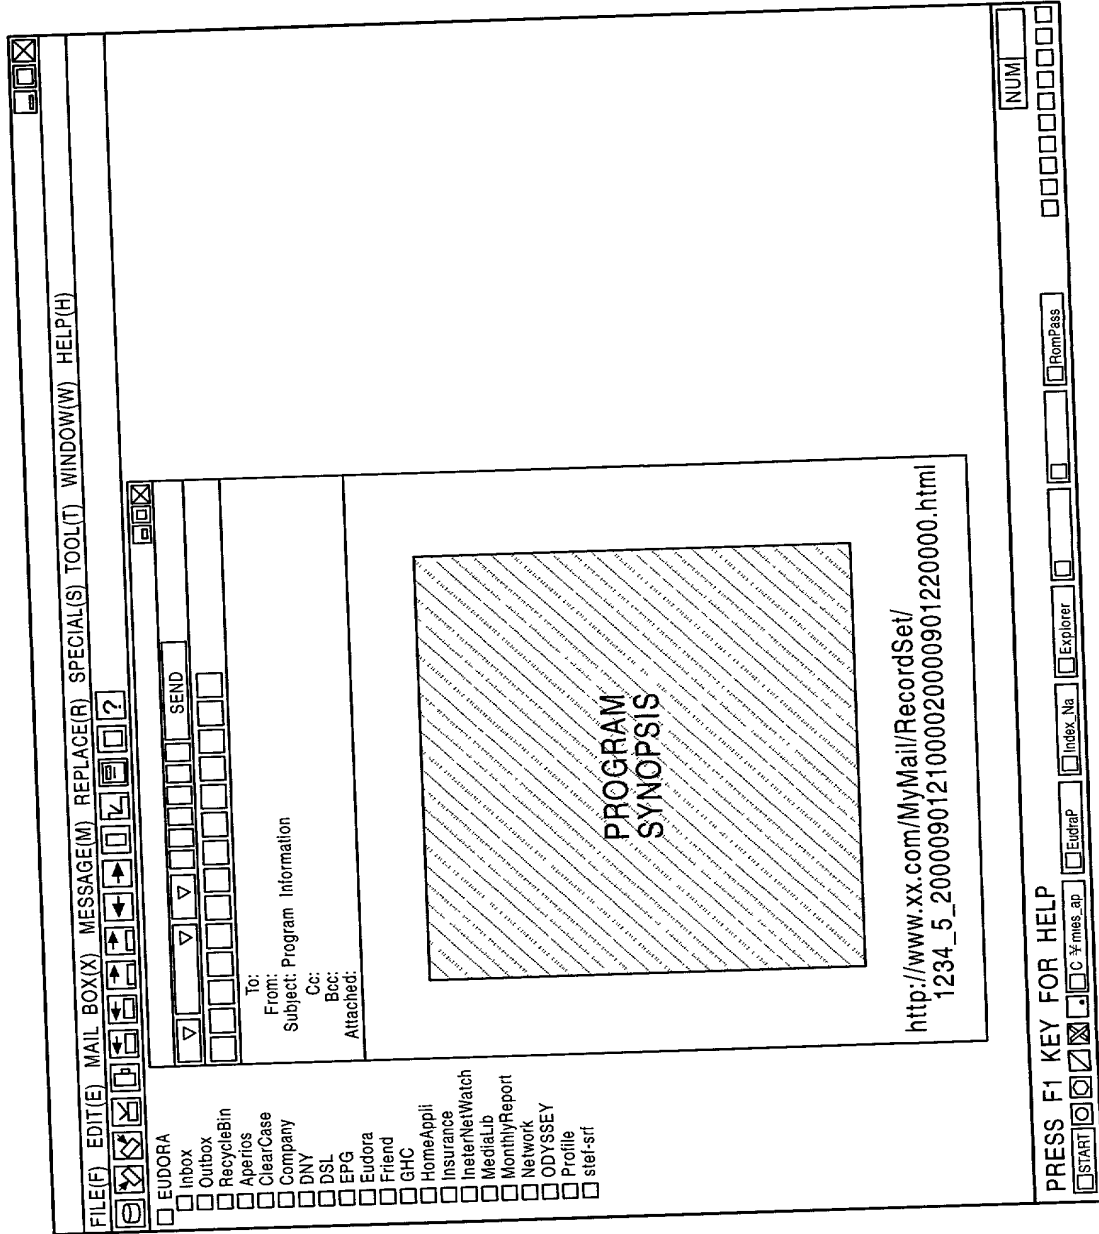 FILE(F) EDIT(E) MAIL BOX(X) MESSAGE(M) REPLACE(R) SPECIAL(S) TOOL(T) WINDOW(W) HELP(H)
?
EUDORA
Inbox
Outbox
RecycleBin
Aperios
ClearCase
Company
DNY
DSL
EPG
Eudora
Friend
GHC
HomeAppli
Insurance
IneterNetWatch
MediaLib
MonthlyReport
Network
ODYSSEY
Profile
stef-srf
SEND
To:
From:
Subject: Program Information
Cc:
Bcc:
Attached:
PROGRAM
SYNOPSIS
http://www.xx.com/MyMail/RecordSet/
1234_5_2000090121000020000901220000.html
PRESS F1 KEY FOR HELP
NUM
START C ¥ mies_ap EudraP Index_Na Explorer RomPass